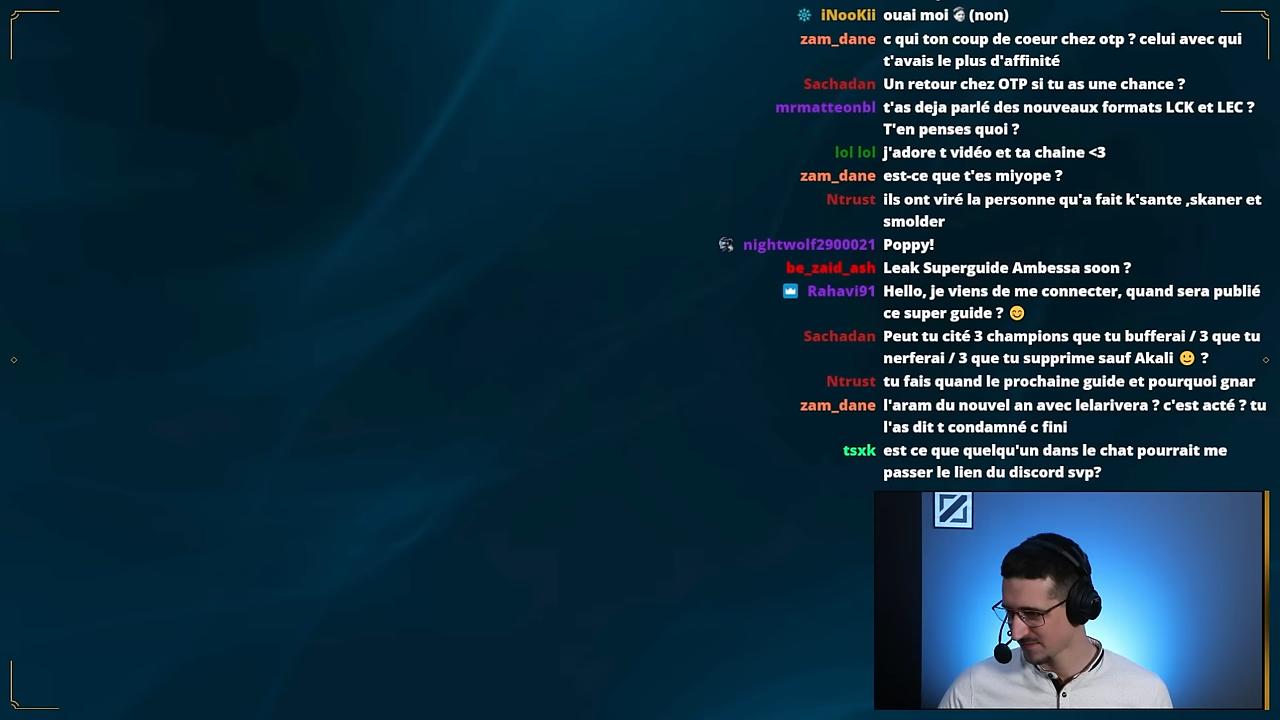 iNooKii ouai moi (non)
zam_dane c qui ton coup de coeur chez otp ? celui avec qui
t'avais le plus d'affinité
Sachadan Un retour chez OTP si tu as une chance ?
mrmatteonbl t'as deja parlé des nouveaux formats LCK et LEC ?
T'en penses quoi ?
lol lol j'adore t vidéo et ta chaine <3
zam_dane est-ce que t'es miyope ?
Ntrust ils ont viré la personne qu'a fait k'sante ,skaner et
smolder
nightwolf2900021 Poppy!
be_zaid_ash Leak Superguide Ambessa soon ?
Rahavi91 Hello, je viens de me connecter, quand sera publié
ce super guide ? 😊
Sachadan Peut tu cité 3 champions que tu bufferai / 3 que tu
nerferai / 3 que tu supprime sauf Akali 🙂 ?
Ntrust tu fais quand le prochaine guide et pourquoi gnar
zam_dane l'aram du nouvel an avec lelarivera ? c'est acté ? tu
l'as dit t condamné c fini
tsxk est ce que quelqu'un dans le chat pourrait me
passer le lien du discord svp?